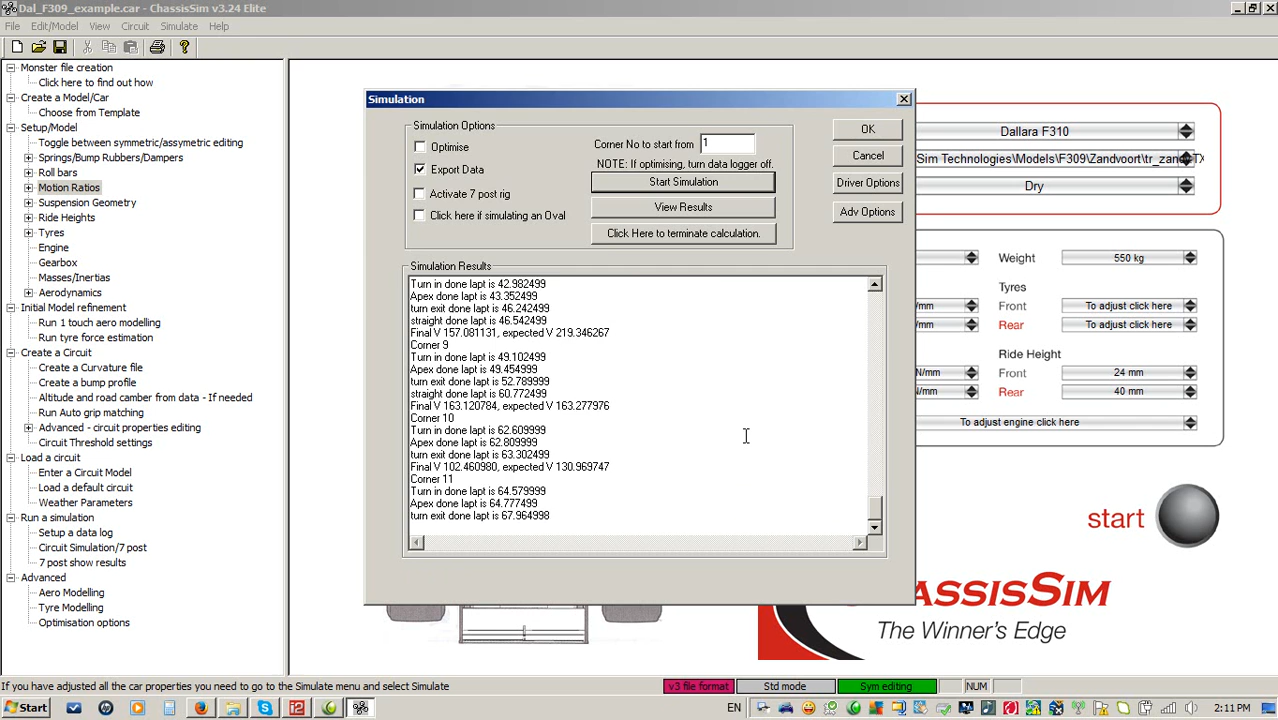 Dal_F309_example.car - ChassisSim v3.24 Elite
File Edit/Model View Circuit Simulate Help
Monster file creation
Click here to find out how
Create a Model/Car
Choose from Template
Setup/Model
Toggle between symmetric/assymetric editing
Springs/Bump Rubbers/Dampers
Roll bars
Motion Ratios
Suspension Geometry
Ride Heights
Tyres
Engine
Gearbox
Masses/Inertias
Aerodynamics
Initial Model refinement
Run 1 touch aero modelling
Run tyre force estimation
Create a Circuit
Create a Curvature file
Create a bump profile
Altitude and road camber from data - If needed
Run Auto grip matching
Advanced - circuit properties editing
Circuit Threshold settings
Load a circuit
Enter a Circuit Model
Load a default circuit
Weather Parameters
Run a simulation
Setup a data log
Circuit Simulation/7 post
7 post show results
Advanced
Aero Modelling
Tyre Modelling
Optimisation options
Simulation
Simulation Options
Optimise
Export Data
Activate 7 post rig
Click here if simulating an Oval
Corner No to start from 1
NOTE: If optimising, turn data logger off.
Start Simulation
View Results
Click Here to terminate calculation.
OK
Cancel
Driver Options
Adv Options
Simulation Results
Turn in done lapt is 42.982499
Apex done lapt is 43.352499
turn exit done lapt is 46.242499
straight done lapt is 46.542499
Final V 157.081131, expected V 219.346267
Corner 9
Turn in done lapt is 49.102499
Apex done lapt is 49.454999
turn exit done lapt is 52.789999
straight done lapt is 60.772499
Final V 163.120784, expected V 163.277976
Corner 10
Turn in done lapt is 62.609999
Apex done lapt is 62.809999
turn exit done lapt is 63.302499
Final V 102.460980, expected V 130.969747
Corner 11
Turn in done lapt is 64.579999
Apex done lapt is 64.777499
turn exit done lapt is 67.964998
Dallara F310
Sim Technologies\Models\F309\Zandvoort\tr_zand
Dry
Weight 550 kg
Tyres
/mm Front To adjust click here
/mm Rear To adjust click here
Ride Height
N/mm Front 24 mm
N/mm Rear 40 mm
To adjust engine click here
start
CHASSISSIM
The Winner's Edge
If you have adjusted all the car properties you need to go to the Simulate menu and select Simulate
v3 file format Std mode Sym editing NUM
Start EN 2:11 PM